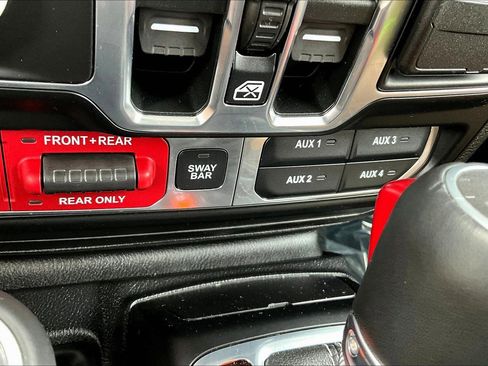 FRONT+REAR
REAR ONLY
SWAY
BAR
AUX 1
AUX 3
AUX 2
AUX 4